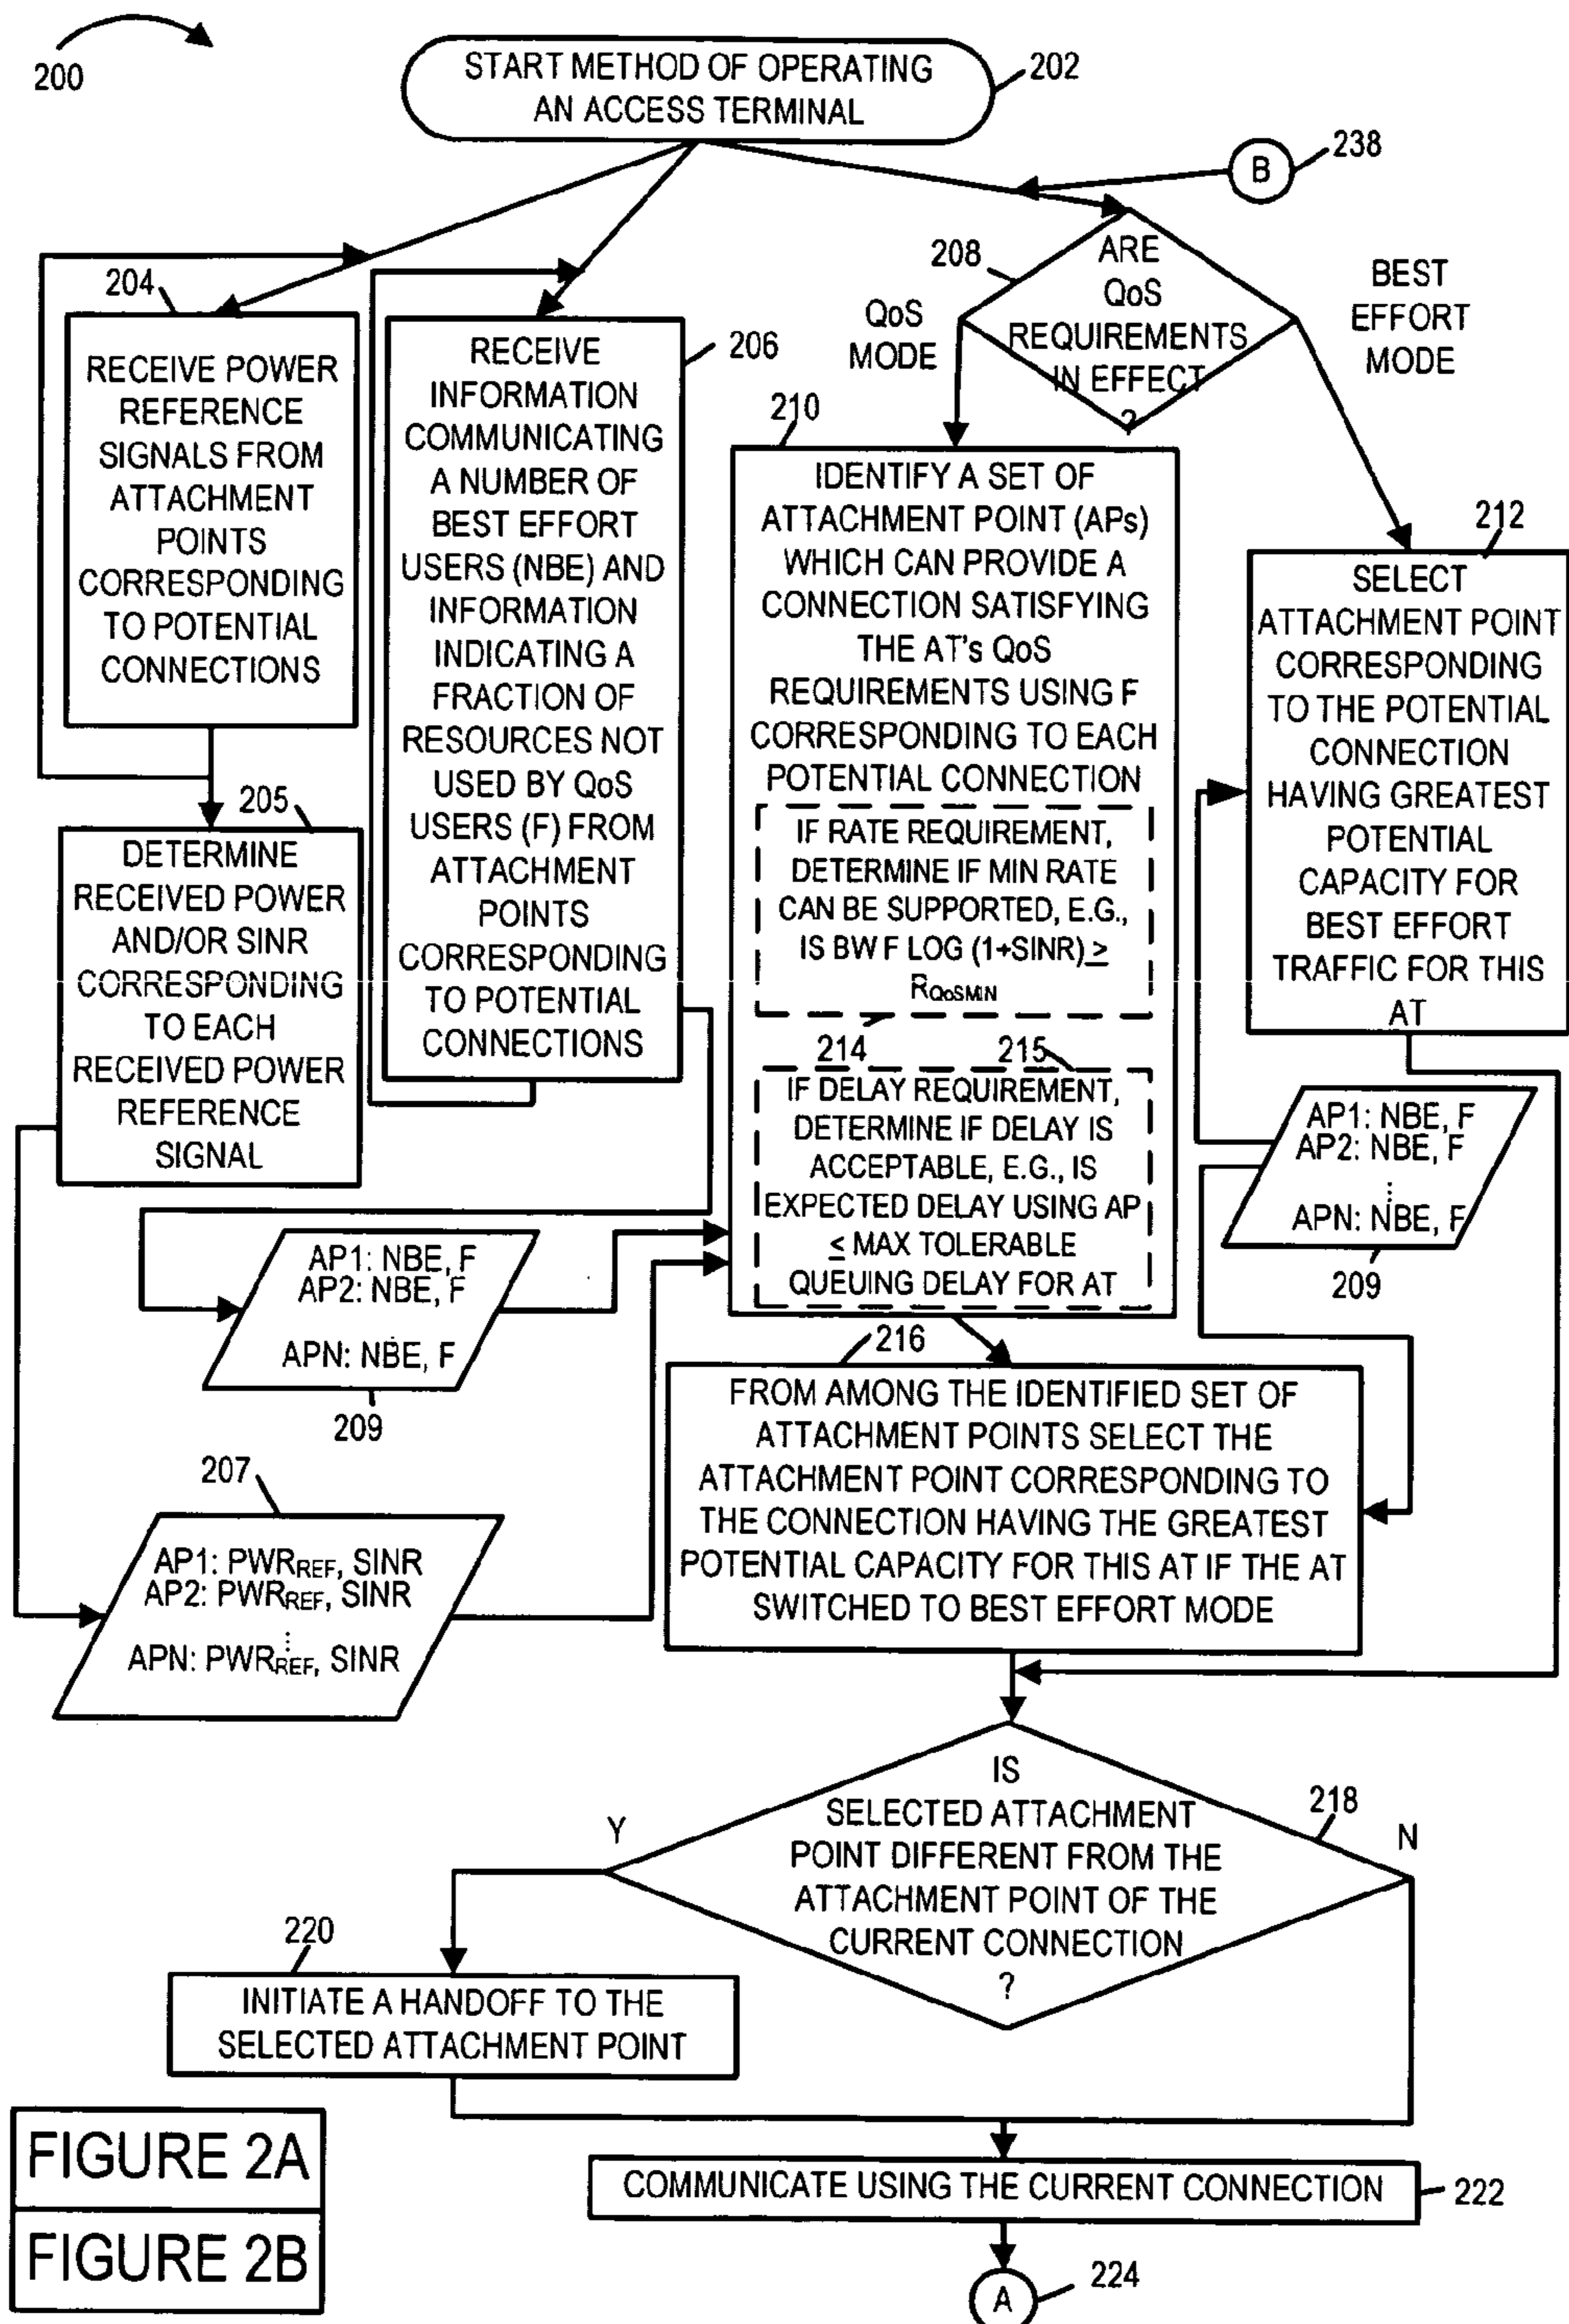 200
START METHOD OF OPERATING
AN ACCESS TERMINAL
202
B
238
204
RECEIVE POWER
REFERENCE
SIGNALS FROM
ATTACHMENT
POINTS
CORRESPONDING
TO POTENTIAL
CONNECTIONS
205
DETERMINE
RECEIVED POWER
AND/OR SINR
CORRESPONDING
TO EACH
RECEIVED POWER
REFERENCE
SIGNAL
206
RECEIVE
INFORMATION
COMMUNICATING
A NUMBER OF
BEST EFFORT
USERS (NBE) AND
INFORMATION
INDICATING A
FRACTION OF
RESOURCES NOT
USED BY QoS
USERS (F) FROM
ATTACHMENT
POINTS
CORRESPONDING
TO POTENTIAL
CONNECTIONS
208
ARE
QoS
REQUIREMENTS
IN EFFECT
?
QoS
MODE
BEST
EFFORT
MODE
210
IDENTIFY A SET OF
ATTACHMENT POINT (APs)
WHICH CAN PROVIDE A
CONNECTION SATISFYING
THE AT's QoS
REQUIREMENTS USING F
CORRESPONDING TO EACH
POTENTIAL CONNECTION
IF RATE REQUIREMENT,
DETERMINE IF MIN RATE
CAN BE SUPPORTED, E.G.,
IS BW F LOG (1+SINR) ≥
RQoSMIN
214
215
IF DELAY REQUIREMENT,
DETERMINE IF DELAY IS
ACCEPTABLE, E.G., IS
EXPECTED DELAY USING AP
≤ MAX TOLERABLE
QUEUING DELAY FOR AT
212
SELECT
ATTACHMENT POINT
CORRESPONDING
TO THE POTENTIAL
CONNECTION
HAVING GREATEST
POTENTIAL
CAPACITY FOR
BEST EFFORT
TRAFFIC FOR THIS
AT
AP1: NBE, F
AP2: NBE, F
⋮
APN: NBE, F
209
AP1: NBE, F
AP2: NBE, F
APN: NBE, F
209
207
AP1: PWRREF, SINR
AP2: PWRREF, SINR
⋮
APN: PWRREF, SINR
216
FROM AMONG THE IDENTIFIED SET OF
ATTACHMENT POINTS SELECT THE
ATTACHMENT POINT CORRESPONDING TO
THE CONNECTION HAVING THE GREATEST
POTENTIAL CAPACITY FOR THIS AT IF THE AT
SWITCHED TO BEST EFFORT MODE
218
IS
SELECTED ATTACHMENT
POINT DIFFERENT FROM THE
ATTACHMENT POINT OF THE
CURRENT CONNECTION
?
Y
N
220
INITIATE A HANDOFF TO THE
SELECTED ATTACHMENT POINT
COMMUNICATE USING THE CURRENT CONNECTION
222
A
224
FIGURE 2A
FIGURE 2B